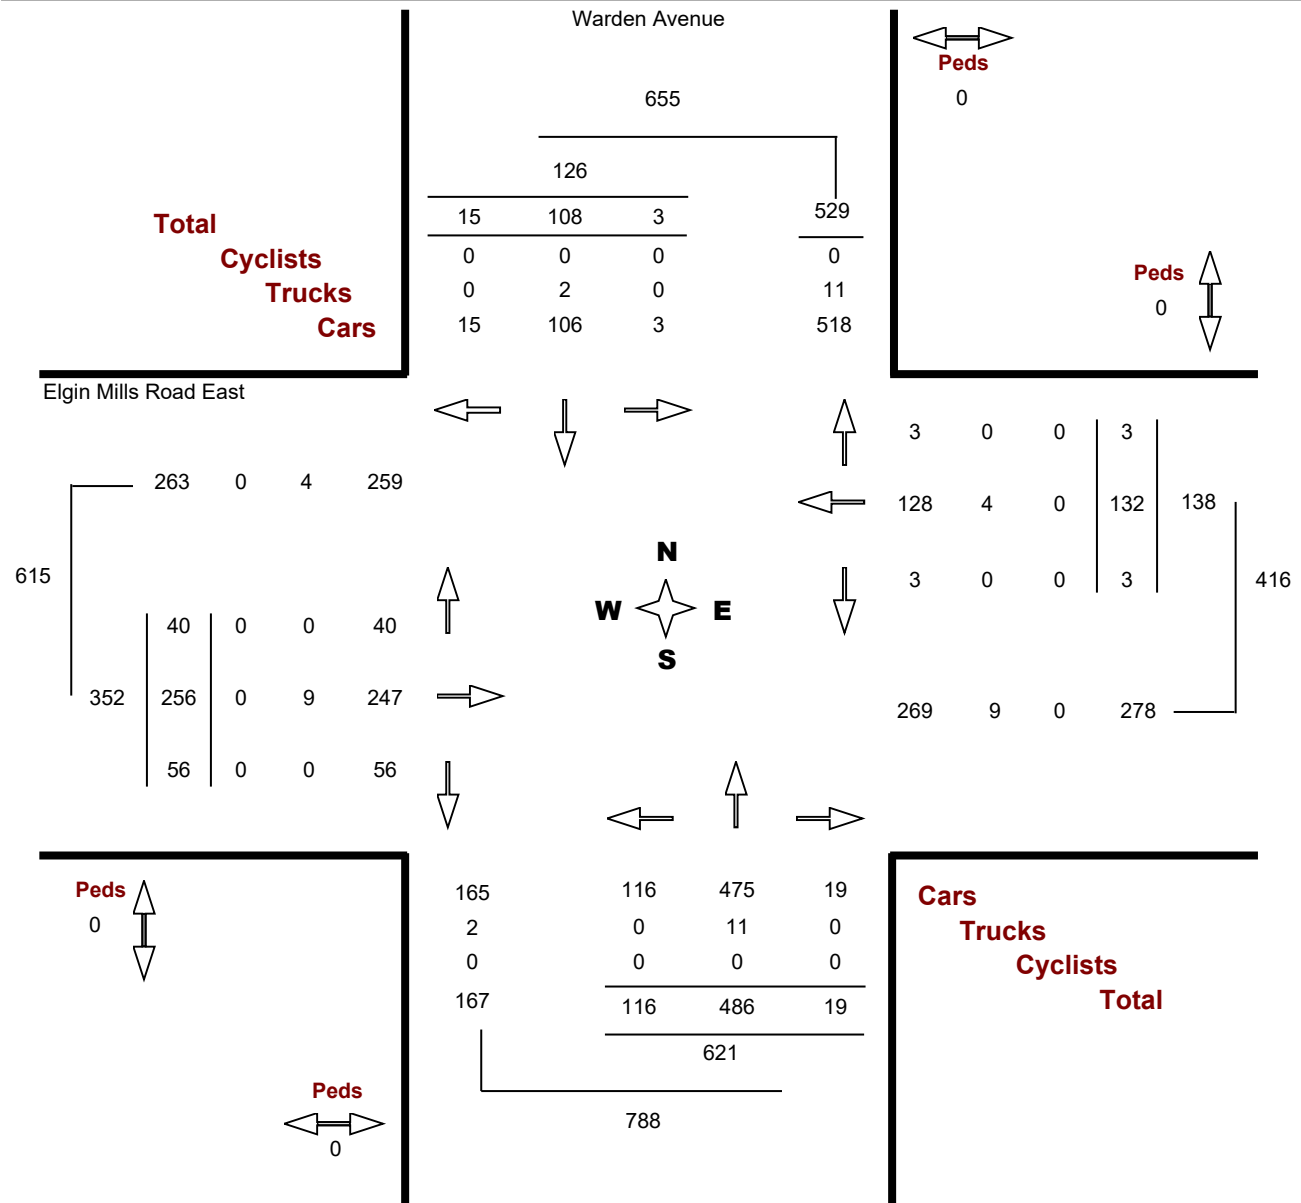 Warden Avenue
Peds
0
655
126
15 108 3
529
Total
Cyclists
0 0 0 0
Trucks
0 2 0 11
Cars
15 106 3 518
Peds
0
Elgin Mills Road East
3 0 0 3
263 0 4 259
128 4 0 132 138
N
W E
S
615
3 0 0 3
416
40 0 0 40
352 256 0 9 247
269 9 0 278
56 0 0 56
Peds
0
165 116 475 19
2 0 11 0
0 0 0 0
167 116 486 19
621
788
Cars
Trucks
Cyclists
Total
Peds
0